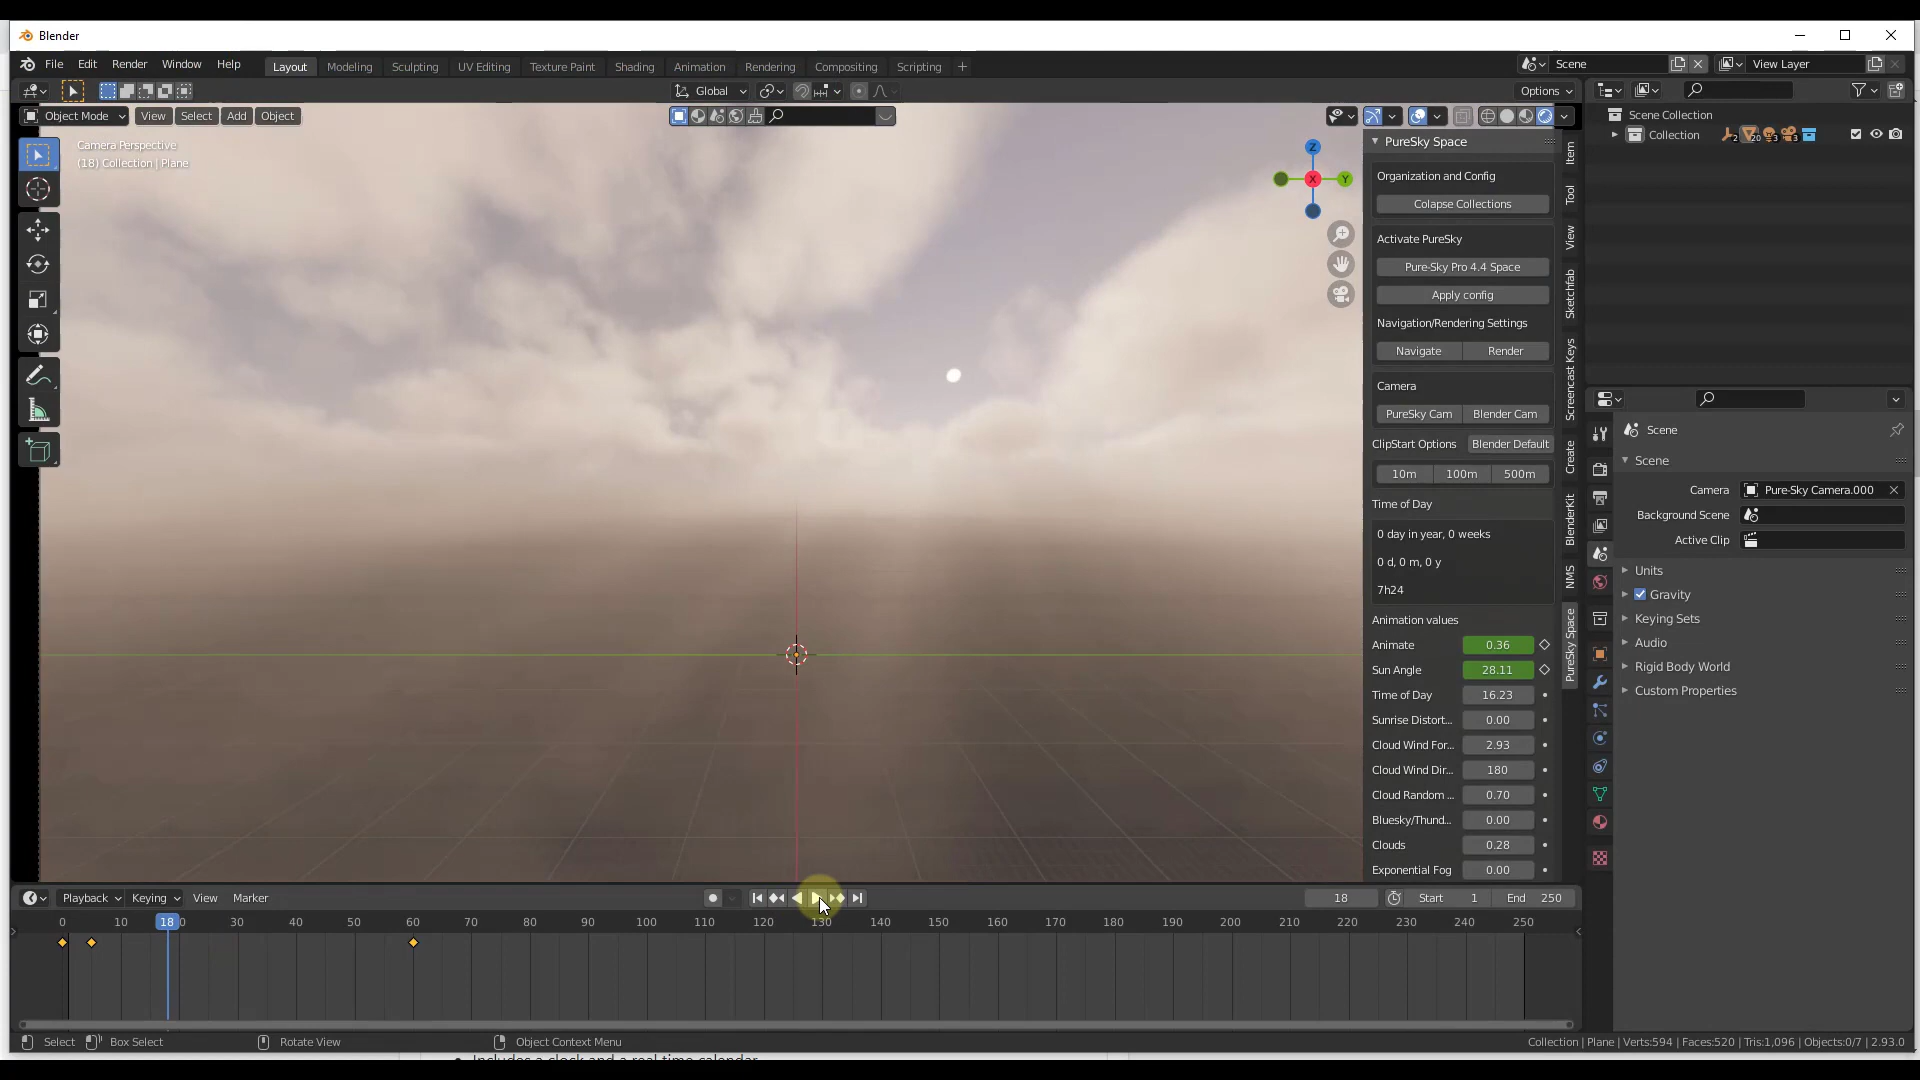 Blender
File Edit Render Window Help Layout Modeling Sculpting UV Editing Texture Paint Shading Animation Rendering Compositing Scripting + Scene View Layer
Global Options
Object Mode View Select Add Object
Camera Perspective
(18) Collection | Plane
Z
X
Y
PureSky Space
Organization and Config
Colapse Collections
Activate PureSky
Pure-Sky Pro 4.4 Space
Apply config
Navigation/Rendering Settings
Navigate Render
Camera
PureSky Cam Blender Cam
ClipStart Options Blender Default
10m 100m 500m
Time of Day
0 day in year, 0 weeks
0 d, 0 m, 0 y
7h24
Animation values
Animate 0.36
Sun Angle 28.11
Time of Day 16.23
Sunrise Distort... 0.00
Cloud Wind For... 2.93
Cloud Wind Dir... 180
Cloud Random ... 0.70
Bluesky/Thund... 0.00
Clouds 0.28
Exponential Fog 0.00
Item
Tool
View
Sketchfab
Screencast Keys
Create
BlenderKit
NMS
PureSky Space
Scene Collection
Collection 2 20 3 3
Scene
Scene
Camera Pure-Sky Camera.000
Background Scene
Active Clip
Units
Gravity
Keying Sets
Audio
Rigid Body World
Custom Properties
Playback Keying View Marker 18 Start 1 End 250
0 10 18 0 30 40 50 60 70 80 90 100 110 120 130 140 150 160 170 180 190 200 210 220 230 240 250
Select Box Select Rotate View Object Context Menu Collection | Plane | Verts:594 | Faces:520 | Tris:1,096 | Objects:0/7 | 2.93.0
Includes a clock and a real time calendar